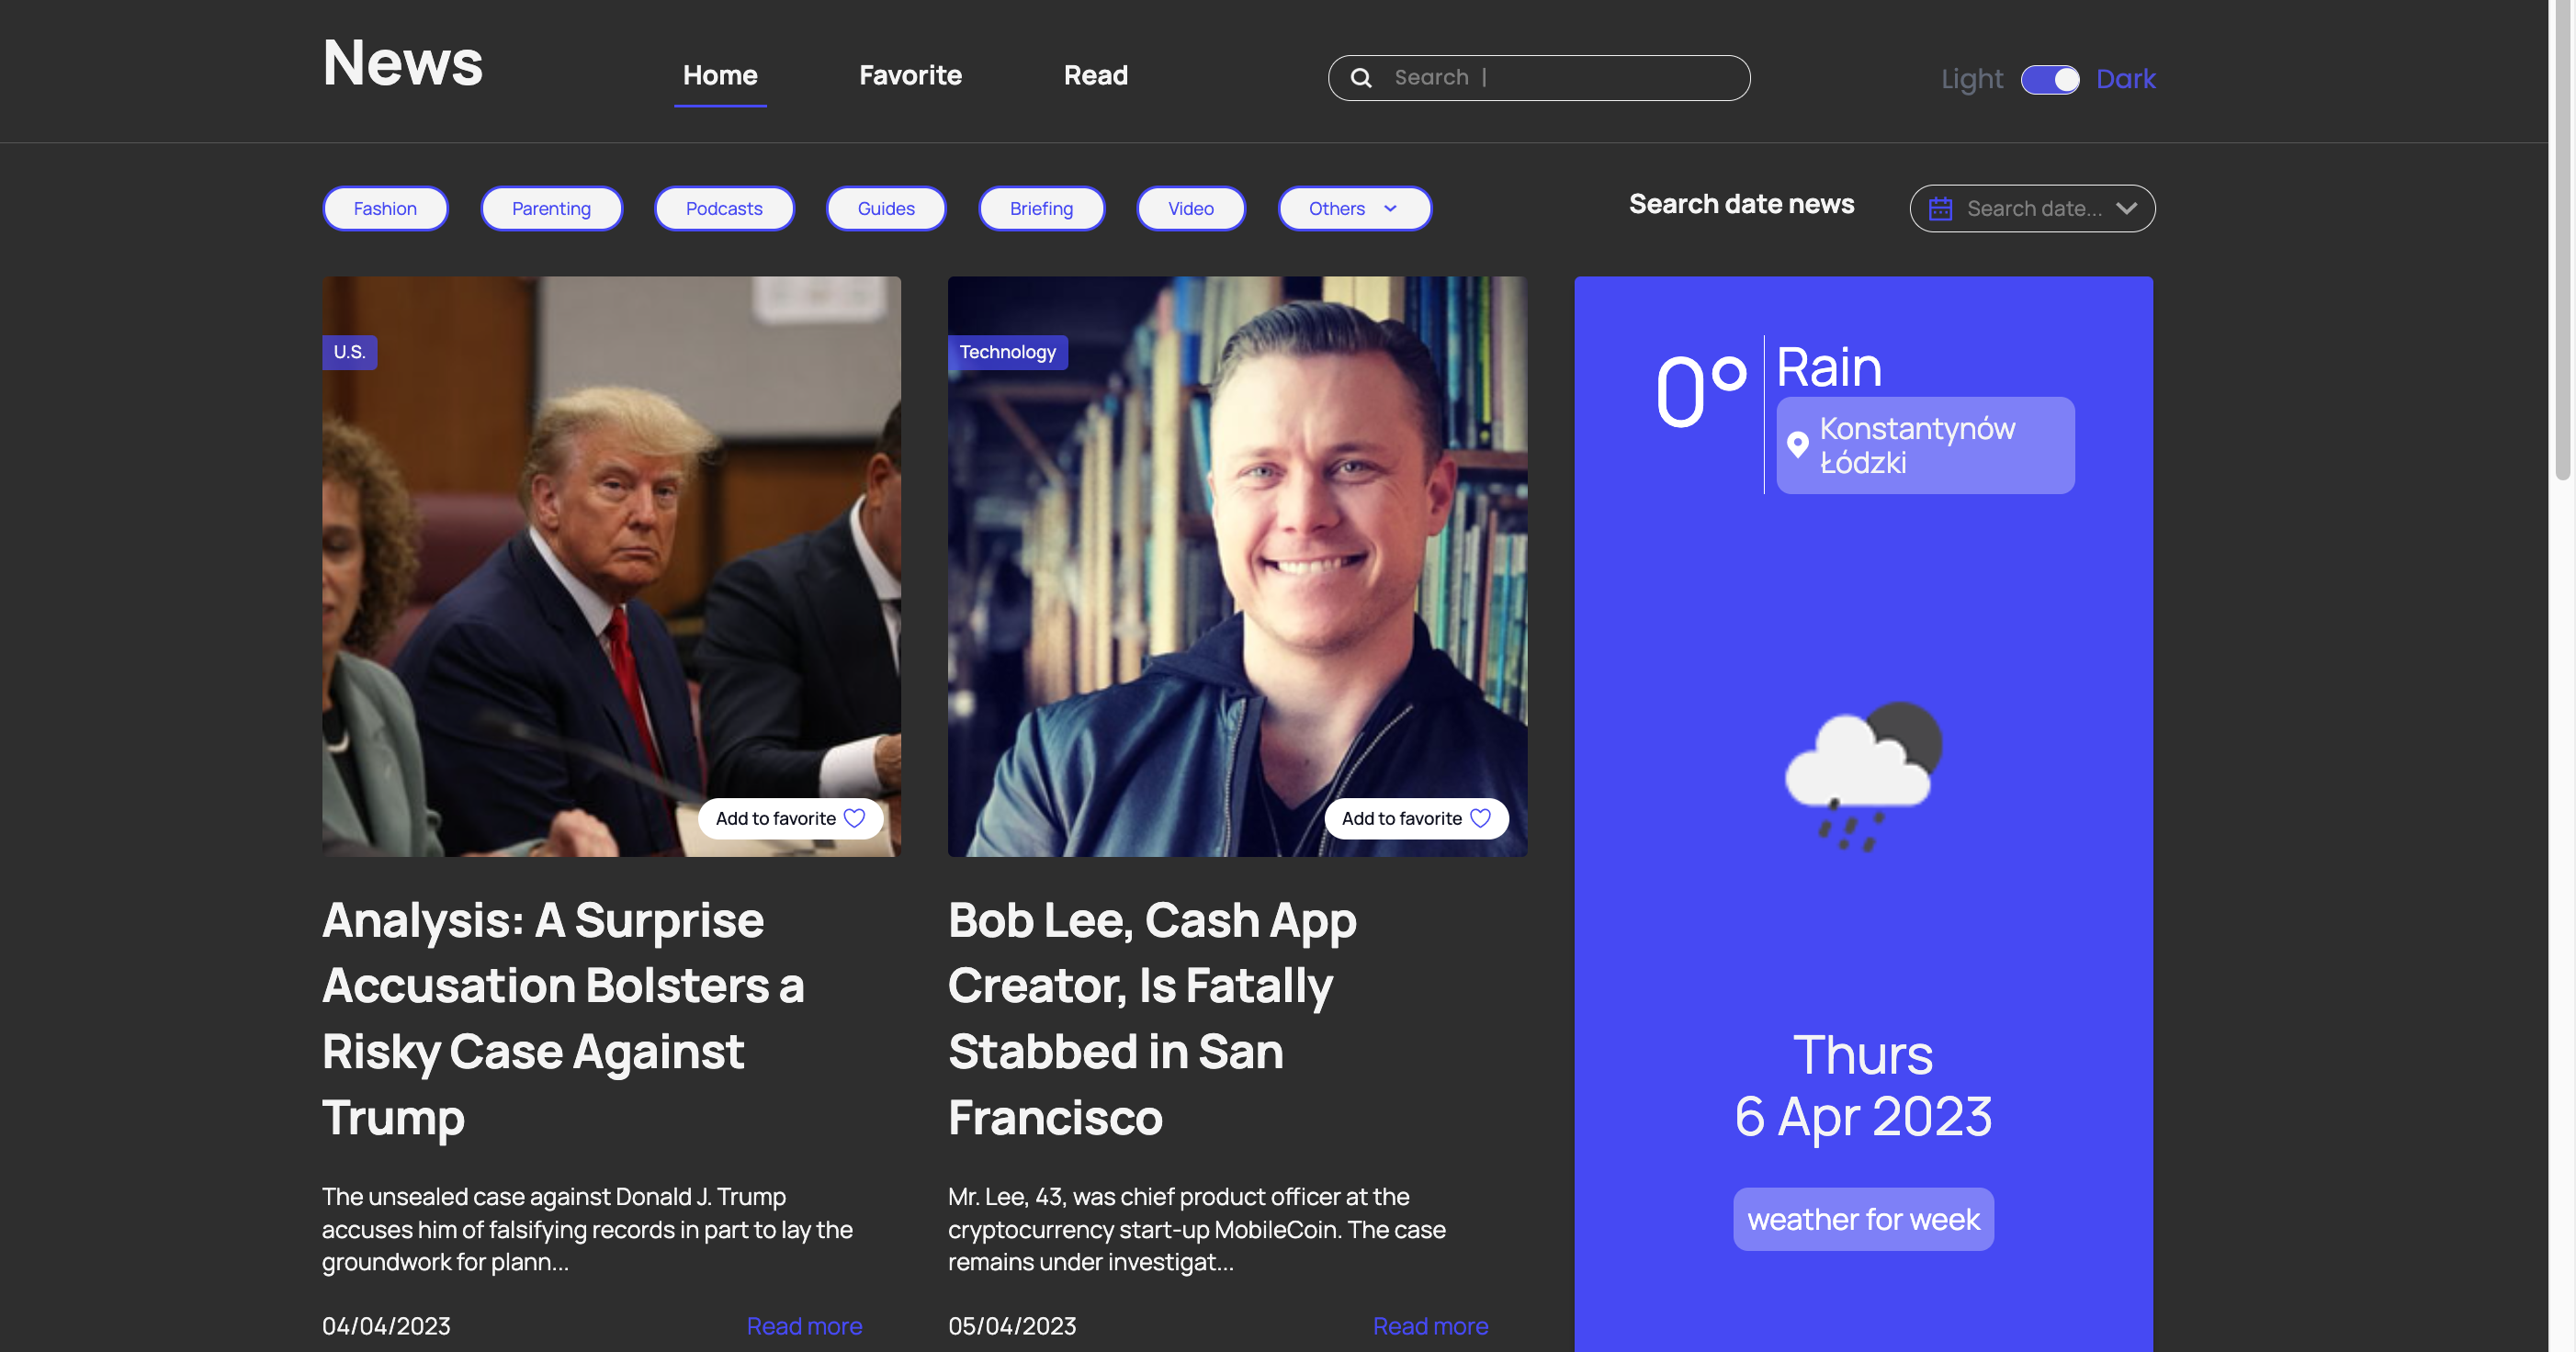 News
Home
Favorite
Read
Search |
Light
Dark
Fashion
Parenting
Podcasts
Guides
Briefing
Video
Others
Search date news
Search date...
U.S.
Add to favorite
Analysis: A Surprise
Accusation Bolsters a
Risky Case Against
Trump
The unsealed case against Donald J. Trump
accuses him of falsifying records in part to lay the
groundwork for plann...
04/04/2023
Read more
Technology
Add to favorite
Bob Lee, Cash App
Creator, Is Fatally
Stabbed in San
Francisco
Mr. Lee, 43, was chief product officer at the
cryptocurrency start-up MobileCoin. The case
remains under investigat...
05/04/2023
Read more
0°
Rain
Konstantynów
Łódzki
Thurs
6 Apr 2023
weather for week